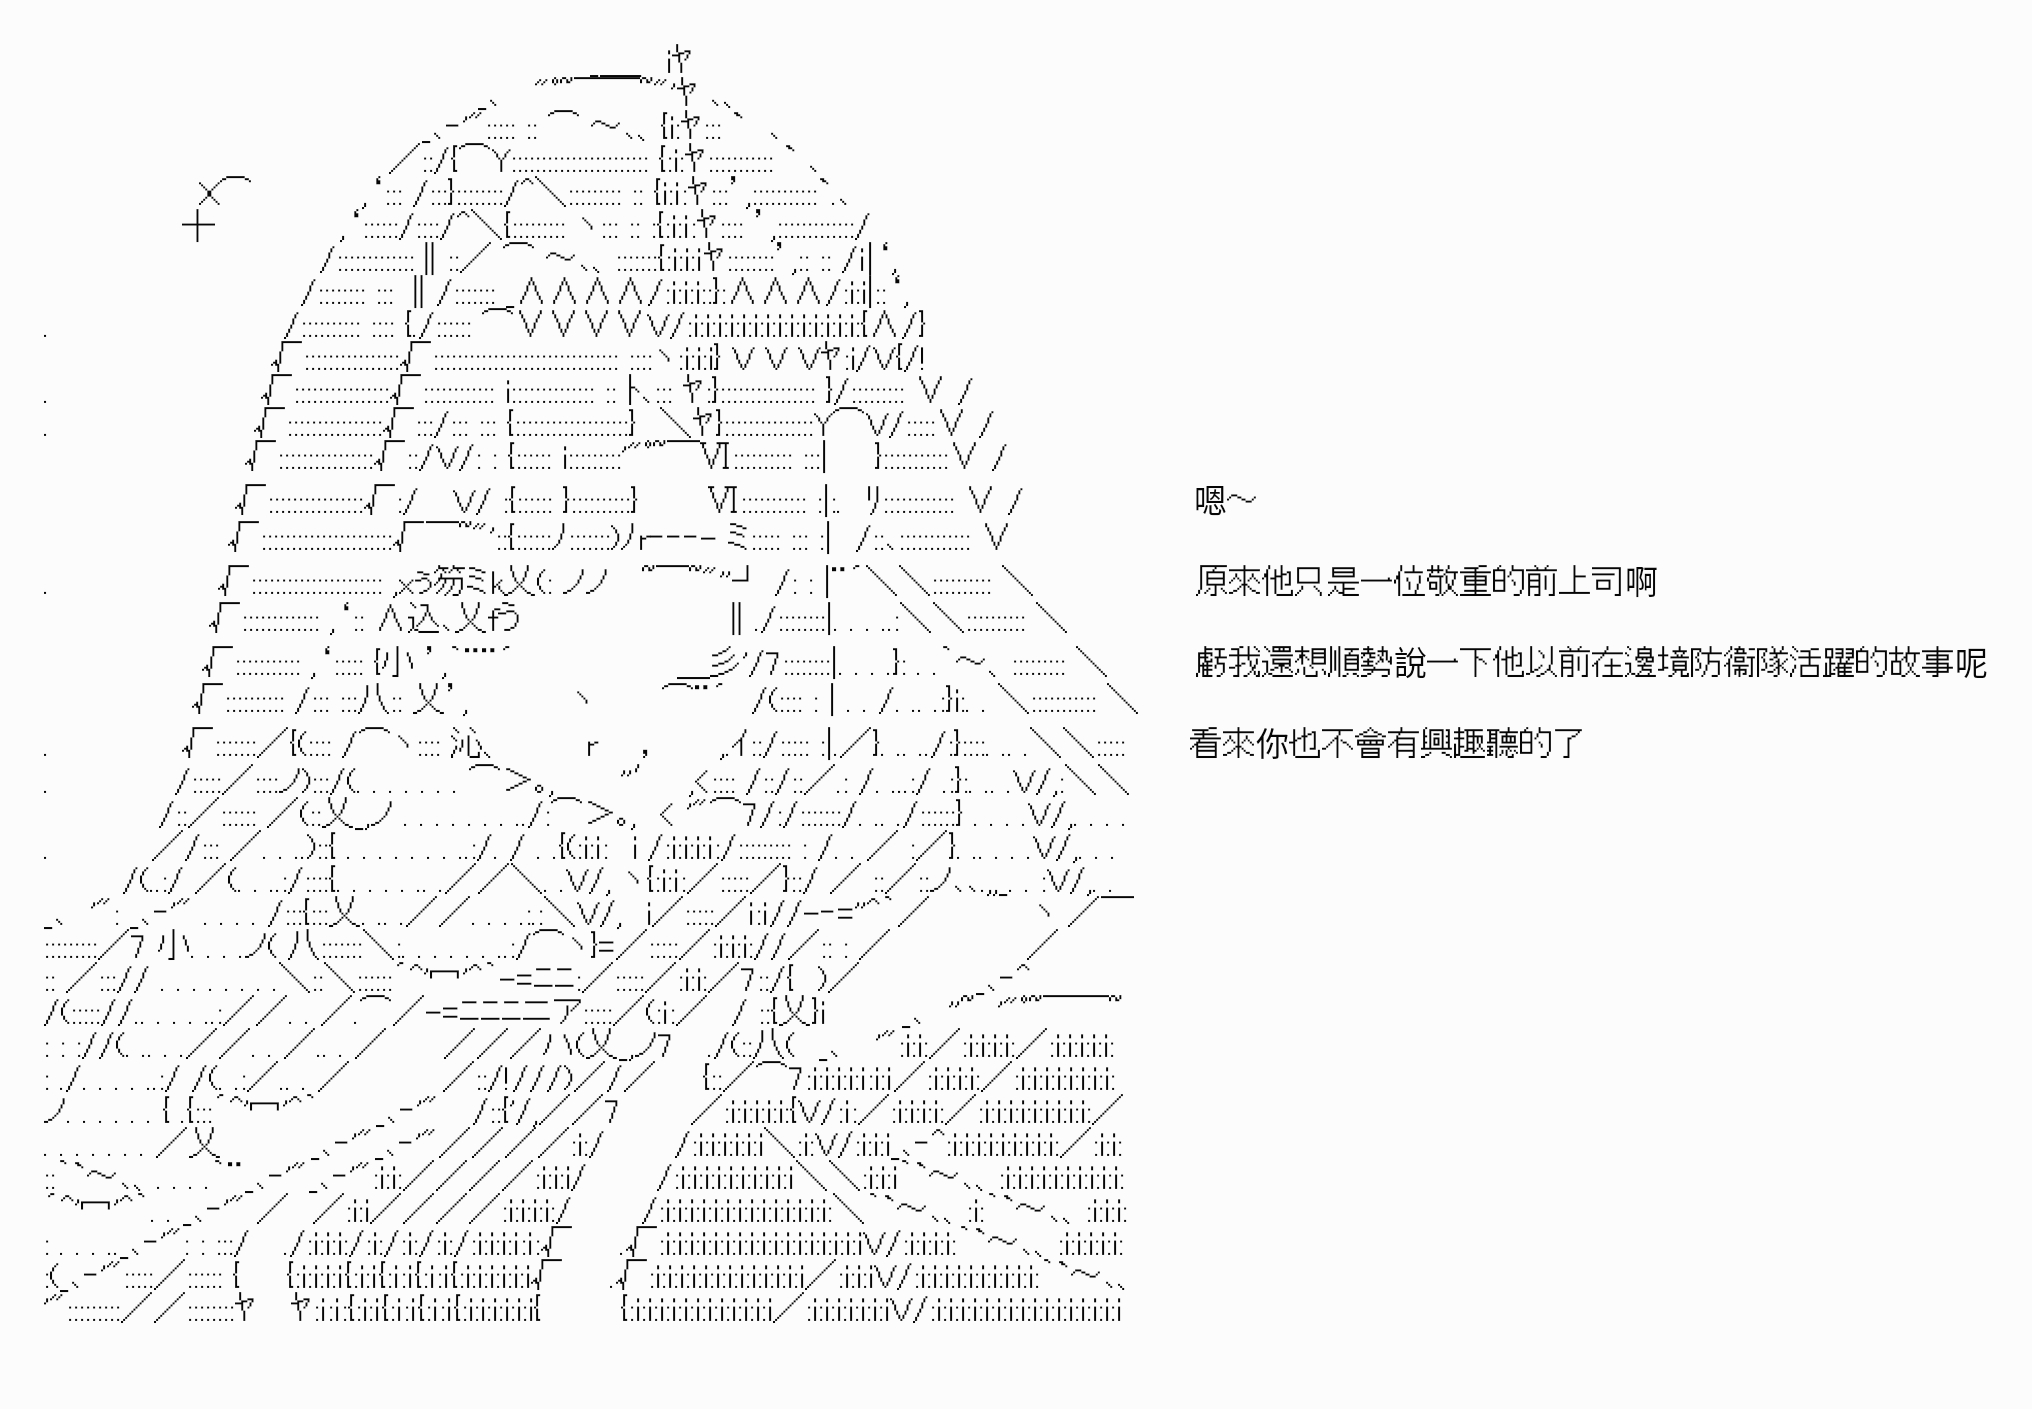 嗯～
原來他只是一位敬重的前上司啊
虧我還想順勢說一下他以前在邊境防衞隊活躍的故事呢
看來你也不會有興趣聽的了